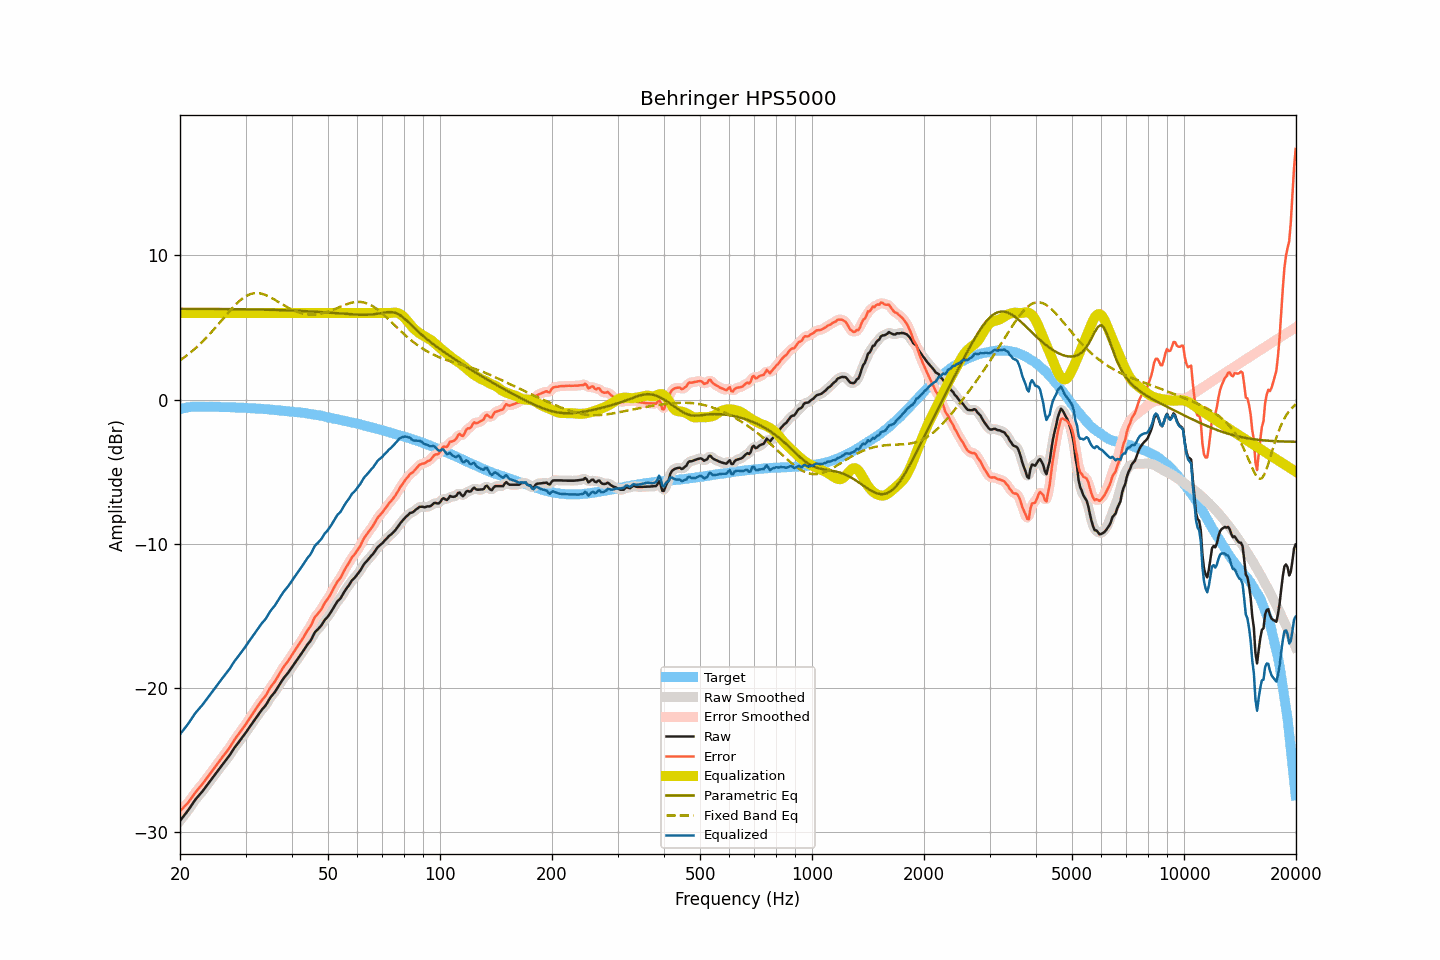 Behringer HPS5000
Amplitude (dBr)
10
0
−10
−20
−30
Target
Raw Smoothed
Error Smoothed
Raw
Error
Equalization
Parametric Eq
Fixed Band Eq
Equalized
20 50 100 200 500 1000 2000 5000 10000 20000
Frequency (Hz)